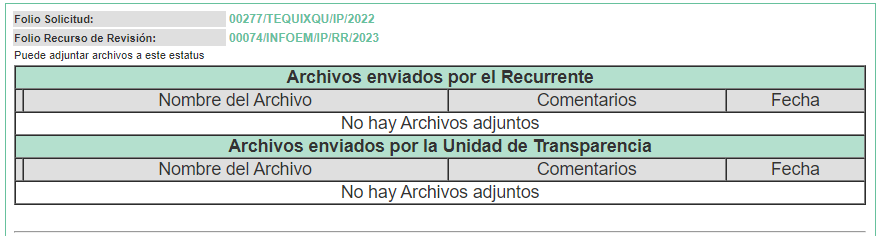 Folio Solicitud: 00277/TEQUIXQU/IP/2022
Folio Recurso de Revisión: 00074/INFOEM/IP/RR/2023
Puede adjuntar archivos a este estatus
Archivos enviados por el Recurrente
Nombre del Archivo Comentarios Fecha
No hay Archivos adjuntos
Archivos enviados por la Unidad de Transparencia
Nombre del Archivo Comentarios Fecha
No hay Archivos adjuntos